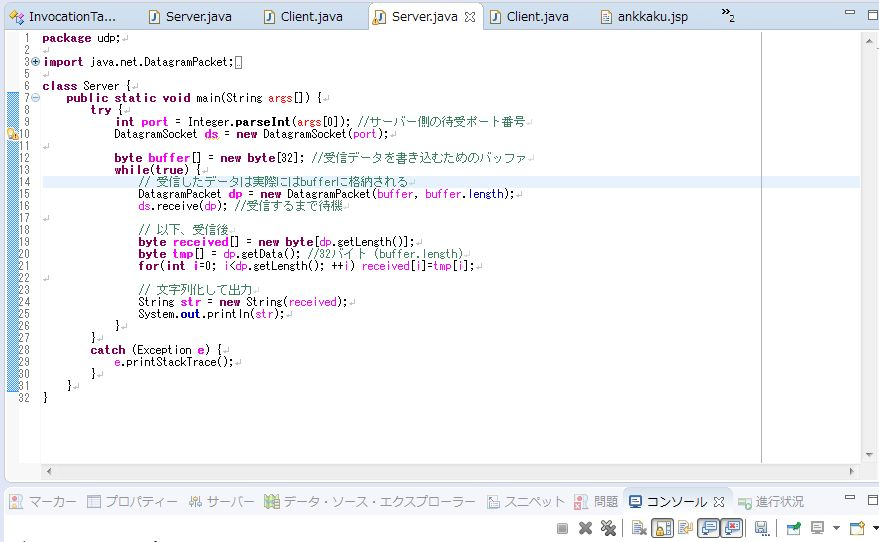 InvocationTa... Server.java Client.java Server.java Client.java ankkaku.jsp »2
1 package udp;
2
3 import java.net.DatagramPacket;
5
6 class Server {
7 public static void main(String args[]) {
8 try {
9 int port = Integer.parseInt(args[0]); //サーバー側の待受ポート番号
10 DatagramSocket ds = new DatagramSocket(port);
11
12 byte buffer[] = new byte[32]; //受信データを書き込むためのバッファ
13 while(true) {
14 // 受信したデータは実際にはbufferに格納される
15 DatagramPacket dp = new DatagramPacket(buffer, buffer.length);
16 ds.receive(dp); //受信するまで待機
17
18 // 以下、受信後
19 byte received[] = new byte[dp.getLength()];
20 byte tmp[] = dp.getData(); //32バイト (buffer.length)
21 for(int i=0; i<dp.getLength(); ++i) received[i]=tmp[i];
22
23 // 文字列化して出力
24 String str = new String(received);
25 System.out.println(str);
26 }
27 }
28 catch (Exception e) {
29 e.printStackTrace();
30 }
31 }
32 }
マーカー プロパティー サーバー データ・ソース・エクスプローラー スニペット 問題 コンソール 進行状況